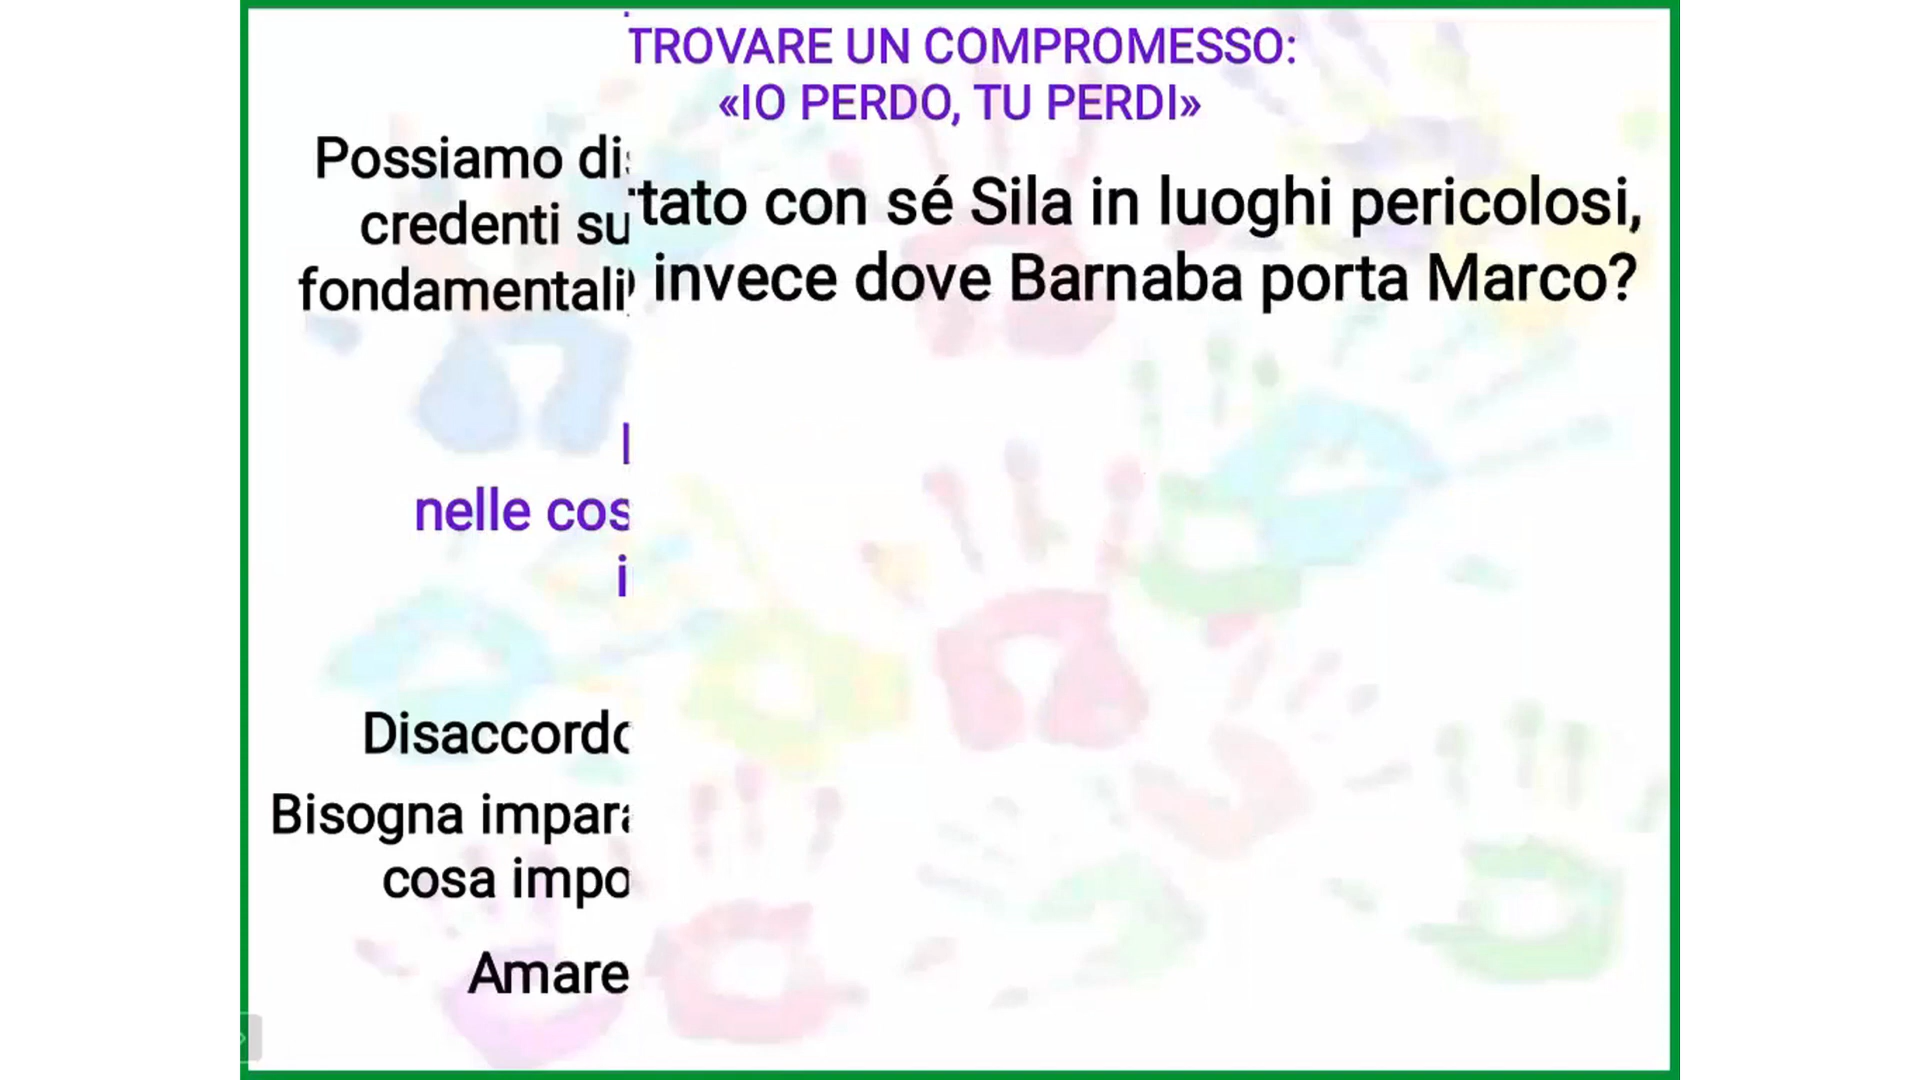 TROVARE UN COMPROMESSO:
«IO PERDO, TU PERDI»
tato con sé Sila in luoghi pericolosi,
invece dove Barnaba porta Marco?
Possiamo di
credenti su
fondamentali
nelle cos
i
Disaccordo
Bisogna impara
cosa impo
Amare